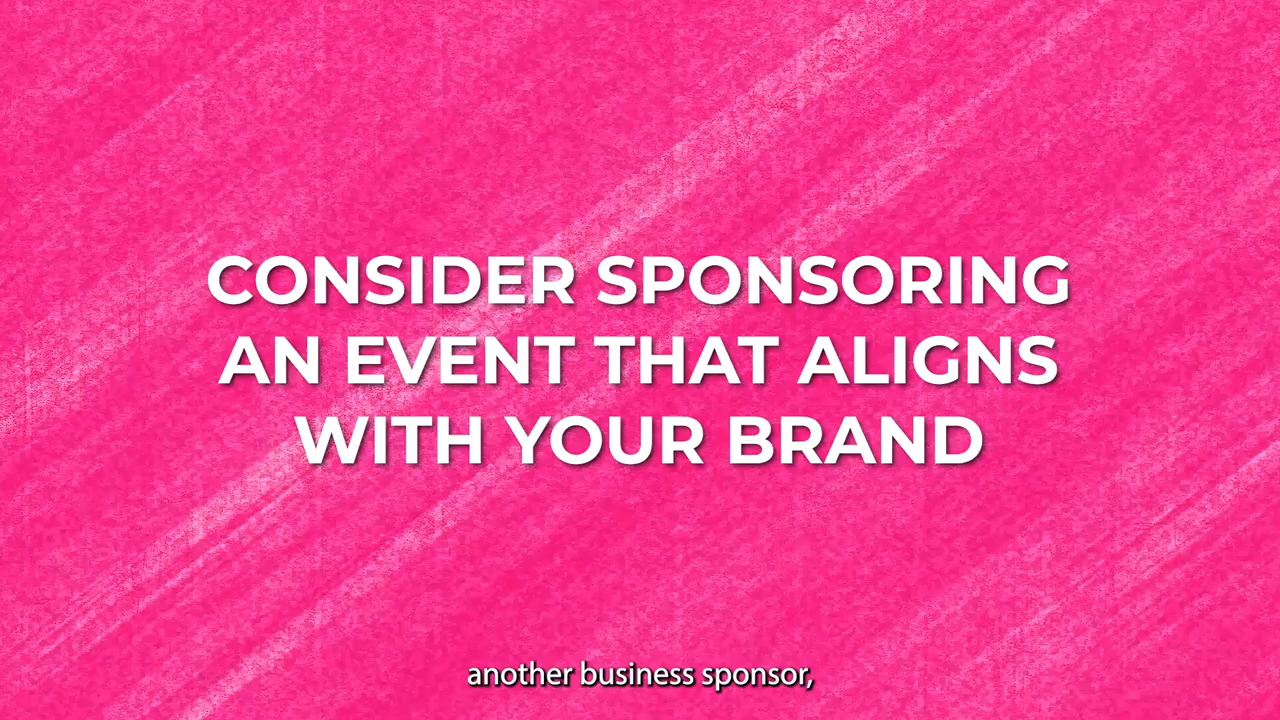 CONSIDER SPONSORING
AN EVENT THAT ALIGNS
WITH YOUR BRAND
another business sponsor,